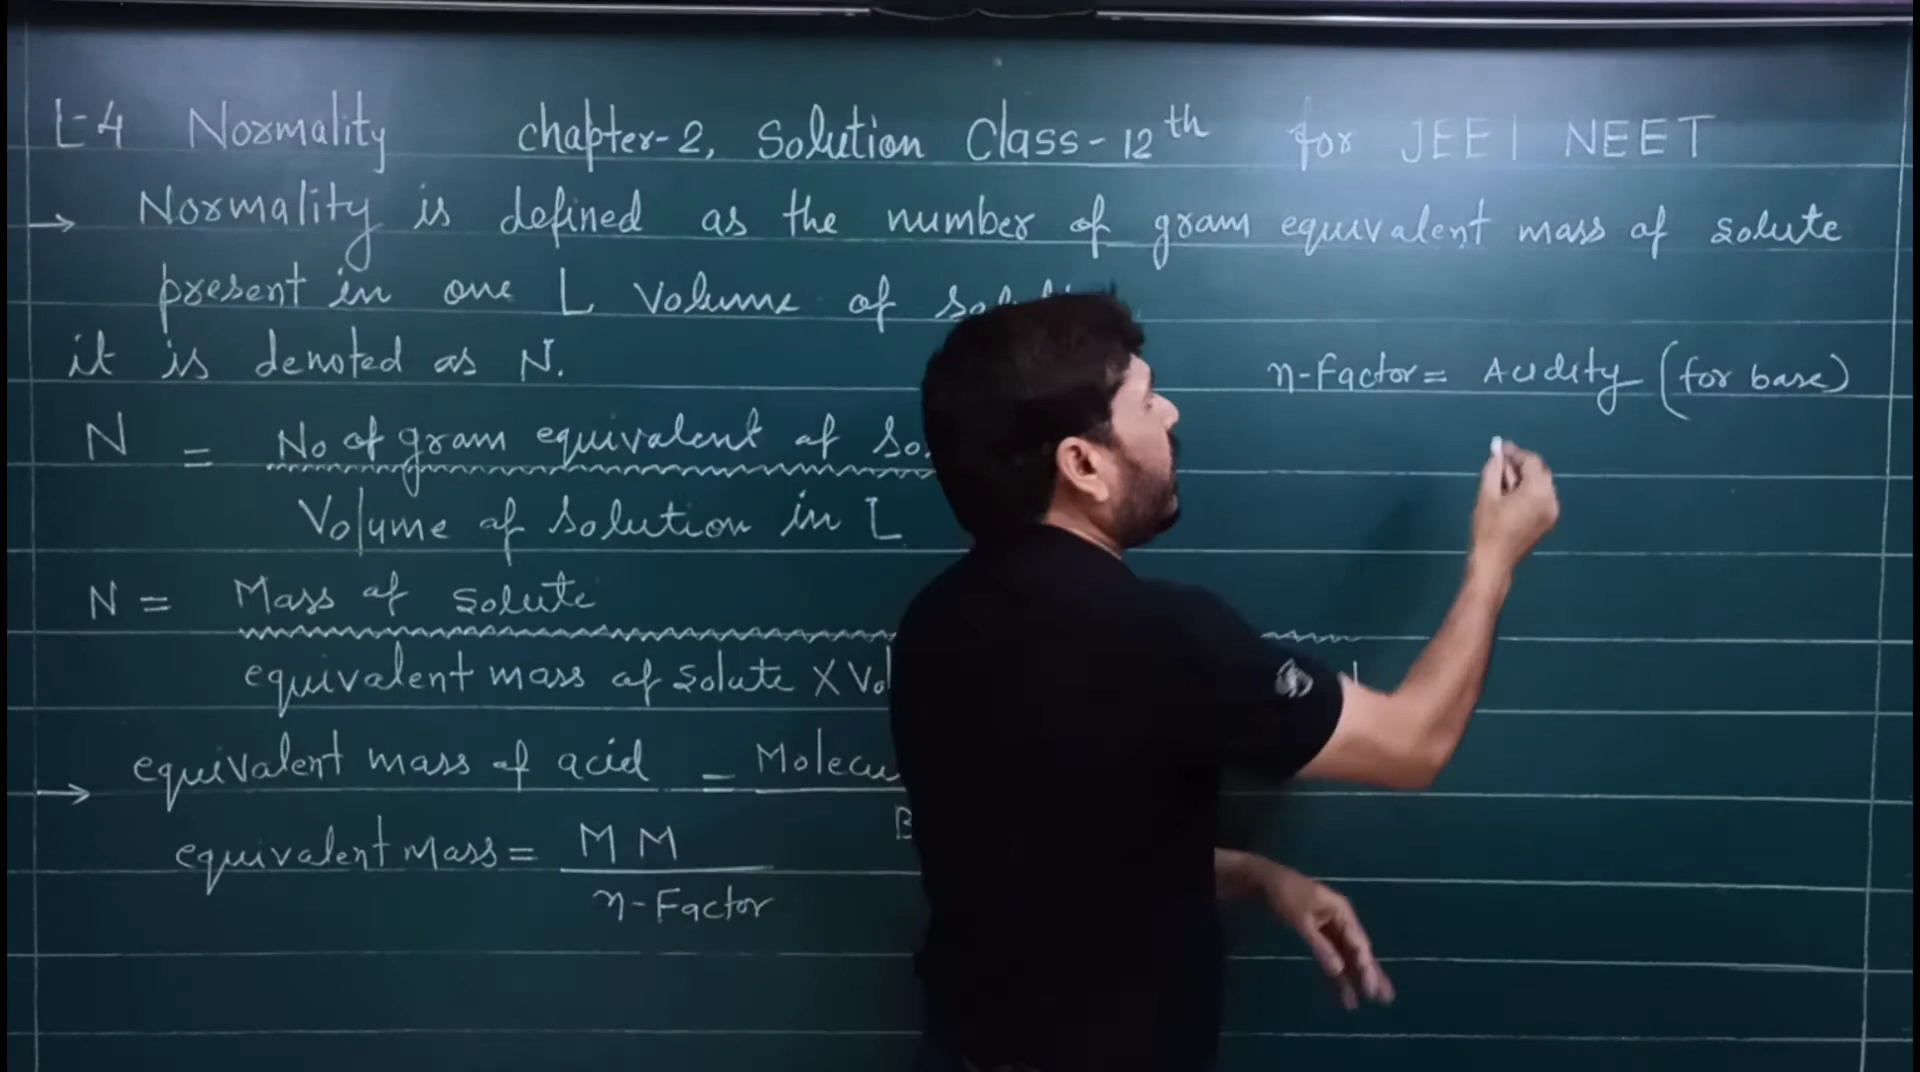 L-4 Normality chapter-2, Solution Class-12th for JEE | NEET
→ Normality is defined as the number of gram equivalent mass of solute
present in one L Volume of
it is denoted as N.
n-Factor = Acidity (for base)
N = No of gram equivalent of so
Volume of solution in L
N = Mass of solute
equivalent mass of solute X Vol
→ equivalent mass of acid = Molecu
B
equivalent Mass = M M
n-Factor